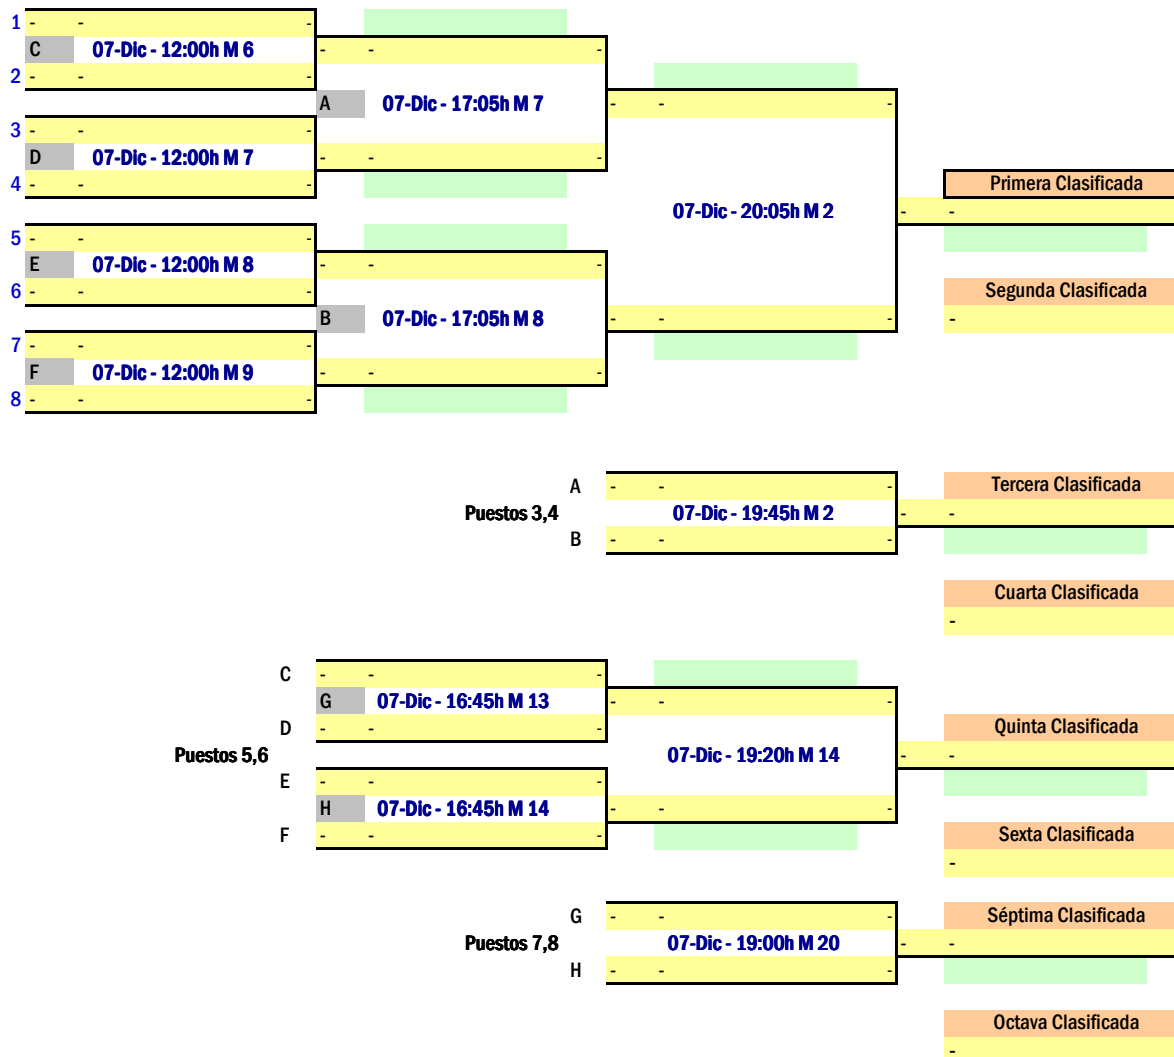 1 - - -
C 07-Dic - 12:00h M 6 - - -
2 - - -
A 07-Dic - 17:05h M 7 - - -
3 - - -
D 07-Dic - 12:00h M 7 - - -
4 - - - Primera Clasificada
07-Dic - 20:05h M 2 - -
5 - - -
E 07-Dic - 12:00h M 8 - - -
6 - - - Segunda Clasificada
B 07-Dic - 17:05h M 8 - - - -
7 - - -
F 07-Dic - 12:00h M 9 - - -
8 - - -
A - - - Tercera Clasificada
Puestos 3,4 07-Dic - 19:45h M 2 - -
B - - -
Cuarta Clasificada
-
C - - -
G 07-Dic - 16:45h M 13 - - -
D - - - Quinta Clasificada
Puestos 5,6 07-Dic - 19:20h M 14 - -
E - - -
H 07-Dic - 16:45h M 14 - - -
F - - - Sexta Clasificada
-
G - - - Séptima Clasificada
Puestos 7,8 07-Dic - 19:00h M 20 - -
H - - -
Octava Clasificada
-